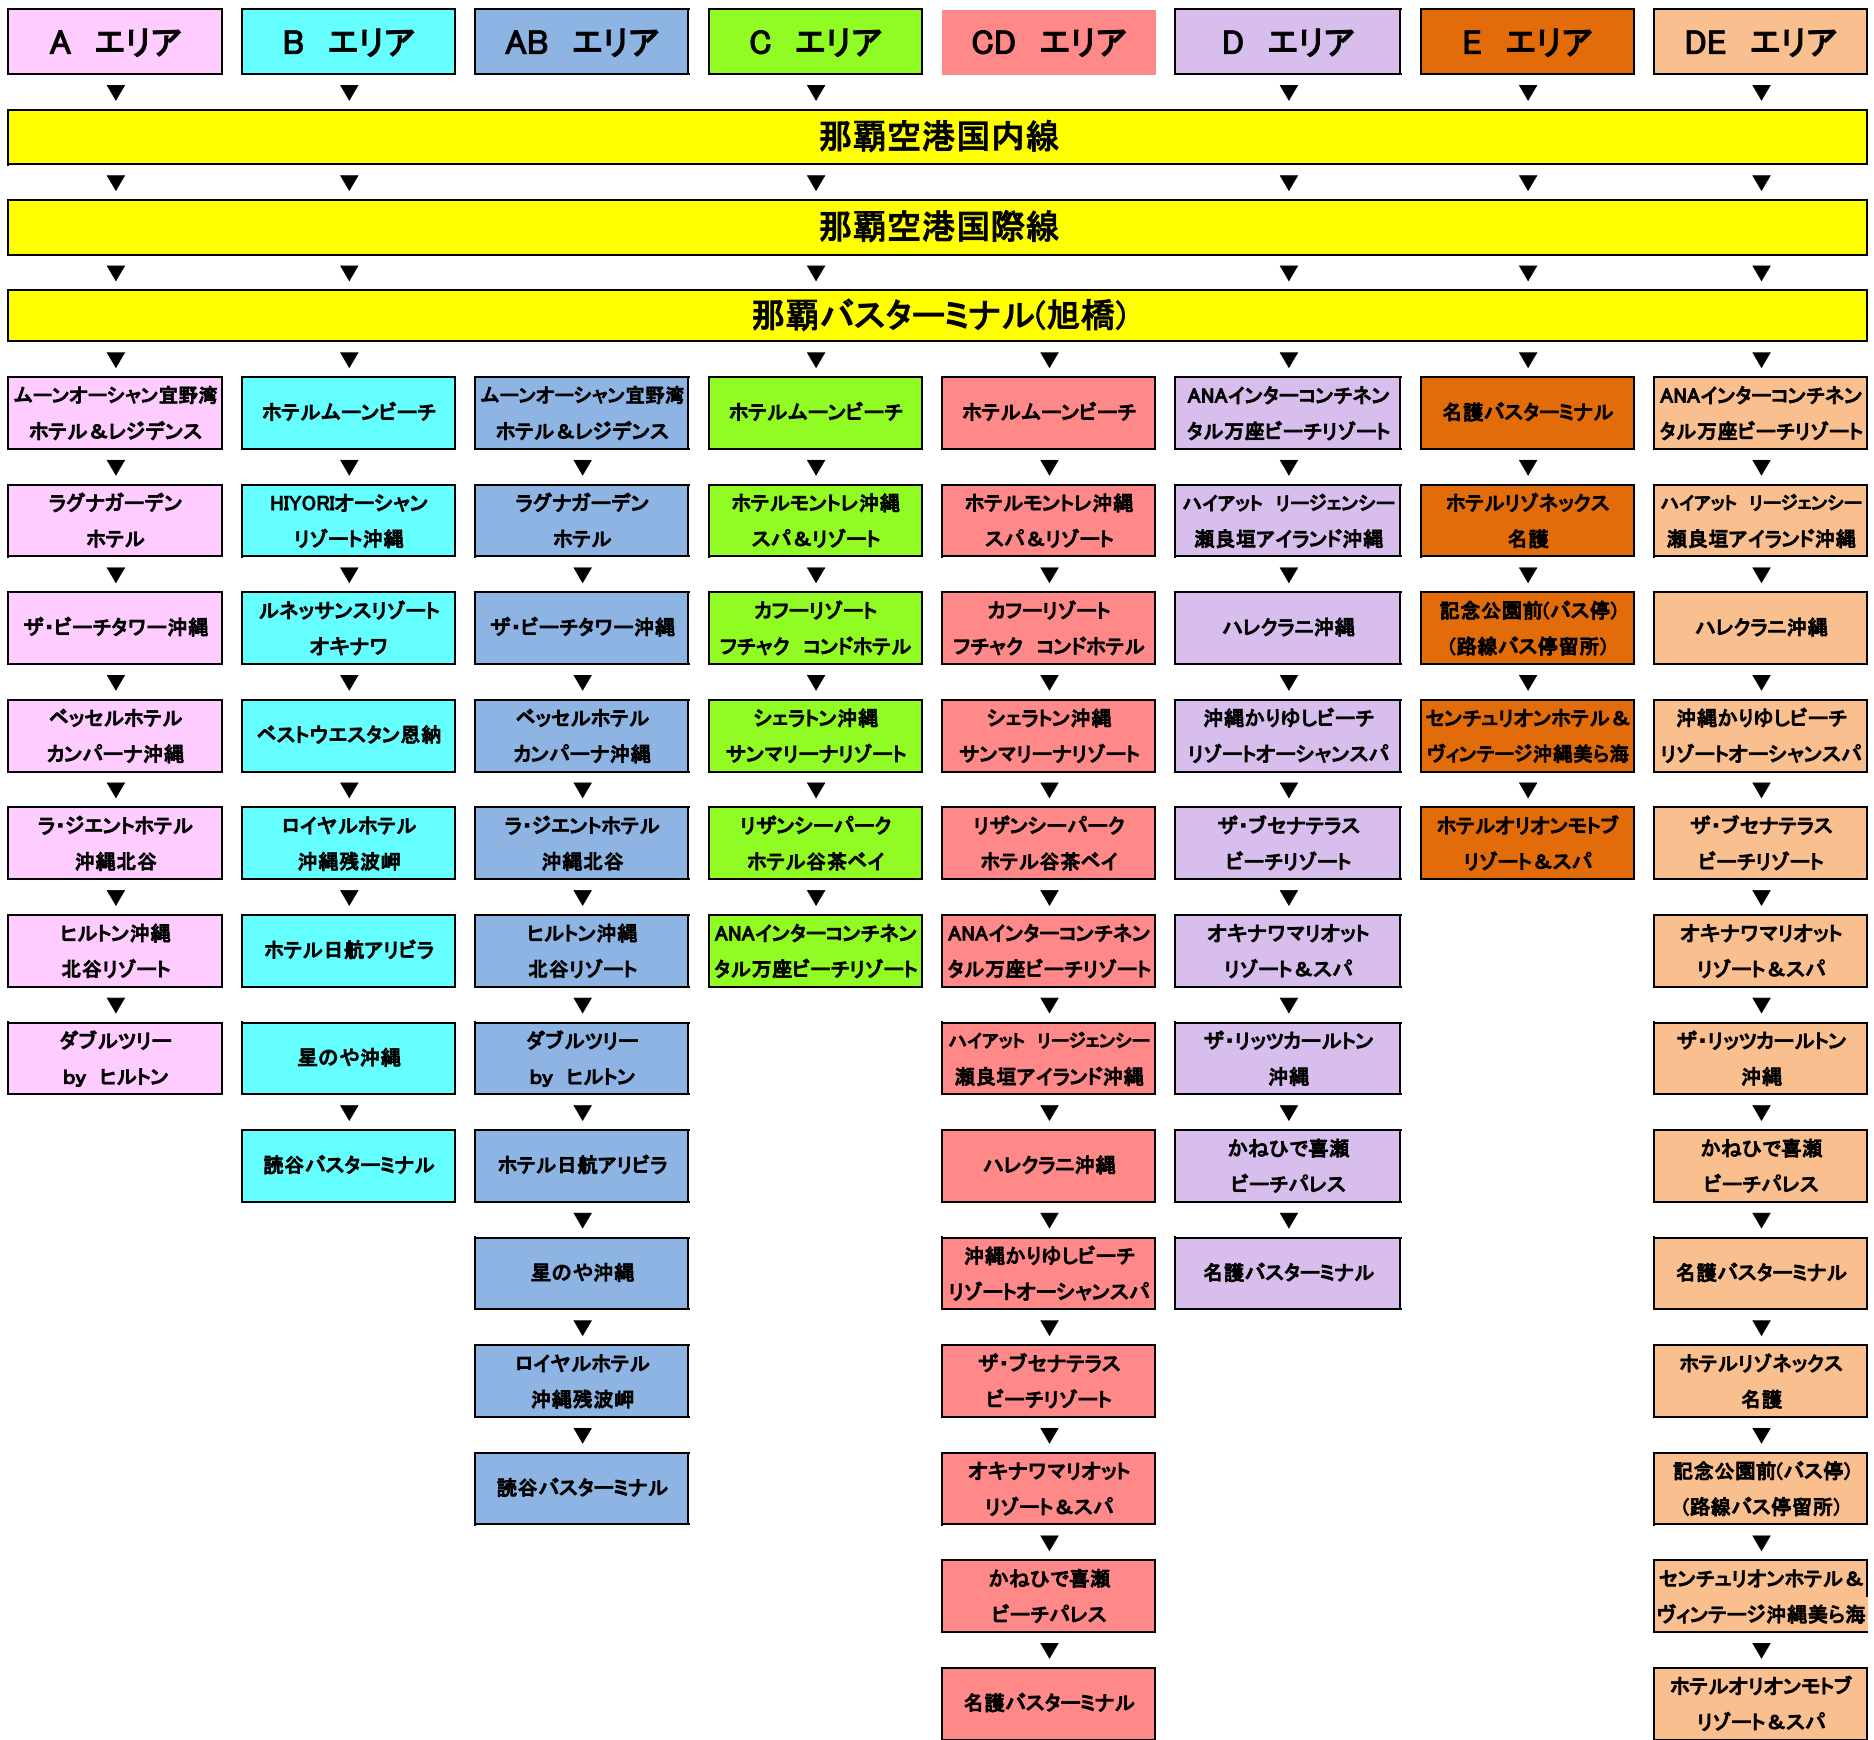 A　エリア
B　エリア
AB　エリア
C　エリア
CD　エリア
D　エリア
E　エリア
DE　エリア
那覇空港国内線
那覇空港国際線
那覇バスターミナル(旭橋)
ムーンオーシャン宜野湾
ホテル＆レジデンス
ラグナガーデン
ホテル
ザ・ビーチタワー沖縄
ベッセルホテル
カンパーナ沖縄
ラ・ジエントホテル
沖縄北谷
ヒルトン沖縄
北谷リゾート
ダブルツリー
by　ヒルトン
ホテルムーンビーチ
HIYORIオーシャン
リゾート沖縄
ルネッサンスリゾート
オキナワ
ベストウエスタン恩納
ロイヤルホテル
沖縄残波岬
ホテル日航アリビラ
星のや沖縄
読谷バスターミナル
ムーンオーシャン宜野湾
ホテル＆レジデンス
ラグナガーデン
ホテル
ザ・ビーチタワー沖縄
ベッセルホテル
カンパーナ沖縄
ラ・ジエントホテル
沖縄北谷
ヒルトン沖縄
北谷リゾート
ダブルツリー
by　ヒルトン
ホテル日航アリビラ
星のや沖縄
ロイヤルホテル
沖縄残波岬
読谷バスターミナル
ホテルムーンビーチ
ホテルモントレ沖縄
スパ＆リゾート
カフーリゾート
フチャク　コンドホテル
シェラトン沖縄
サンマリーナリゾート
リザンシーパーク
ホテル谷茶ベイ
ANAインターコンチネン
タル万座ビーチリゾート
ホテルムーンビーチ
ホテルモントレ沖縄
スパ＆リゾート
カフーリゾート
フチャク　コンドホテル
シェラトン沖縄
サンマリーナリゾート
リザンシーパーク
ホテル谷茶ベイ
ANAインターコンチネン
タル万座ビーチリゾート
ハイアット　リージェンシー
瀬良垣アイランド沖縄
ハレクラニ沖縄
沖縄かりゆしビーチ
リゾートオーシャンスパ
ザ・ブセナテラス
ビーチリゾート
オキナワマリオット
リゾート＆スパ
かねひで喜瀬
ビーチパレス
名護バスターミナル
ANAインターコンチネン
タル万座ビーチリゾート
ハイアット　リージェンシー
瀬良垣アイランド沖縄
ハレクラニ沖縄
沖縄かりゆしビーチ
リゾートオーシャンスパ
ザ・ブセナテラス
ビーチリゾート
オキナワマリオット
リゾート＆スパ
ザ・リッツカールトン
沖縄
かねひで喜瀬
ビーチパレス
名護バスターミナル
名護バスターミナル
ホテルリゾネックス
名護
記念公園前(バス停)
(路線バス停留所)
センチュリオンホテル＆
ヴィンテージ沖縄美ら海
ホテルオリオンモトブ
リゾート＆スパ
ANAインターコンチネン
タル万座ビーチリゾート
ハイアット　リージェンシー
瀬良垣アイランド沖縄
ハレクラニ沖縄
沖縄かりゆしビーチ
リゾートオーシャンスパ
ザ・ブセナテラス
ビーチリゾート
オキナワマリオット
リゾート＆スパ
ザ・リッツカールトン
沖縄
かねひで喜瀬
ビーチパレス
名護バスターミナル
ホテルリゾネックス
名護
記念公園前(バス停)
(路線バス停留所)
センチュリオンホテル＆
ヴィンテージ沖縄美ら海
ホテルオリオンモトブ
リゾート＆スパ